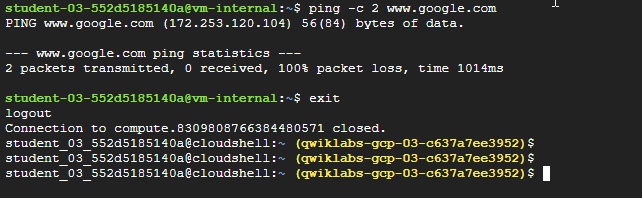 student-03-552d5185140a@vm-internal:~$ ping -c 2 www.google.com
PING www.google.com (172.253.120.104) 56(84) bytes of data.
--- www.google.com ping statistics ---
2 packets transmitted, 0 received, 100% packet loss, time 1014ms
student-03-552d5185140a@vm-internal:~$ exit
logout
Connection to compute.8309808766384480571 closed.
student_03_552d5185140a@cloudshell:~ (qwiklabs-gcp-03-c637a7ee3952)$
student_03_552d5185140a@cloudshell:~ (qwiklabs-gcp-03-c637a7ee3952)$
student_03_552d5185140a@cloudshell:~ (qwiklabs-gcp-03-c637a7ee3952)$